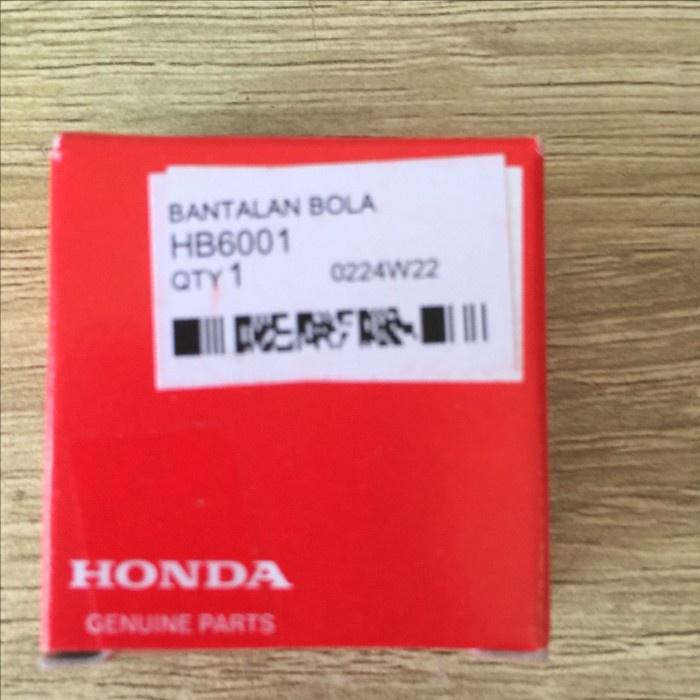 BANTALAN BOLA
HB6001
QTY 1 0224W22
HONDA
GENUINE PARTS